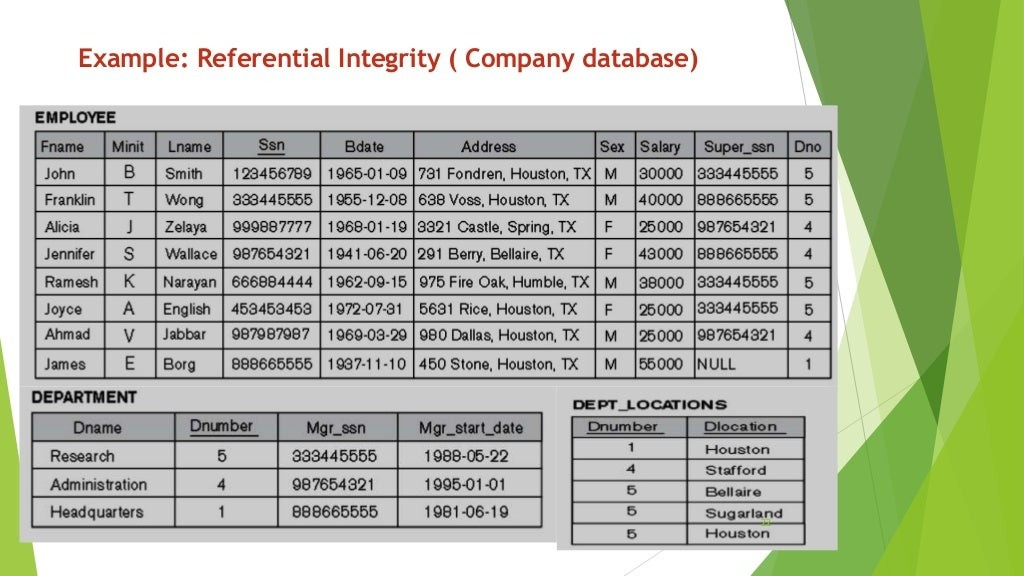 Example: Referential Integrity ( Company database)
EMPLOYEE
Fname Minit Lname Ssn Bdate Address Sex Salary Super_ssn Dno
John B Smith 123456789 1965-01-09 731 Fondren, Houston, TX M 30000 333445555 5
Franklin T Wong 333445555 1955-12-08 638 Voss, Houston, TX M 40000 888665555 5
Alicia J Zelaya 999887777 1968-01-19 3321 Castle, Spring, TX F 25000 987654321 4
Jennifer S Wallace 987654321 1941-06-20 291 Berry, Bellaire, TX F 43000 888665555 4
Ramesh K Narayan 666884444 1962-09-15 975 Fire Oak, Humble, TX M 38000 333445555 5
Joyce A English 453453453 1972-07-31 5631 Rice, Houston, TX F 25000 333445555 5
Ahmad V Jabbar 987987987 1969-03-29 980 Dallas, Houston, TX M 25000 987654321 4
James E Borg 888665555 1937-11-10 450 Stone, Houston, TX M 55000 NULL 1
DEPARTMENT
Dname Dnumber Mgr_ssn Mgr_start_date
Research 5 333445555 1988-05-22
Administration 4 987654321 1995-01-01
Headquarters 1 888665555 1981-06-19
DEPT_LOCATIONS
Dnumber Dlocation
1 Houston
4 Stafford
5 Bellaire
5 Sugarland
5 Houston